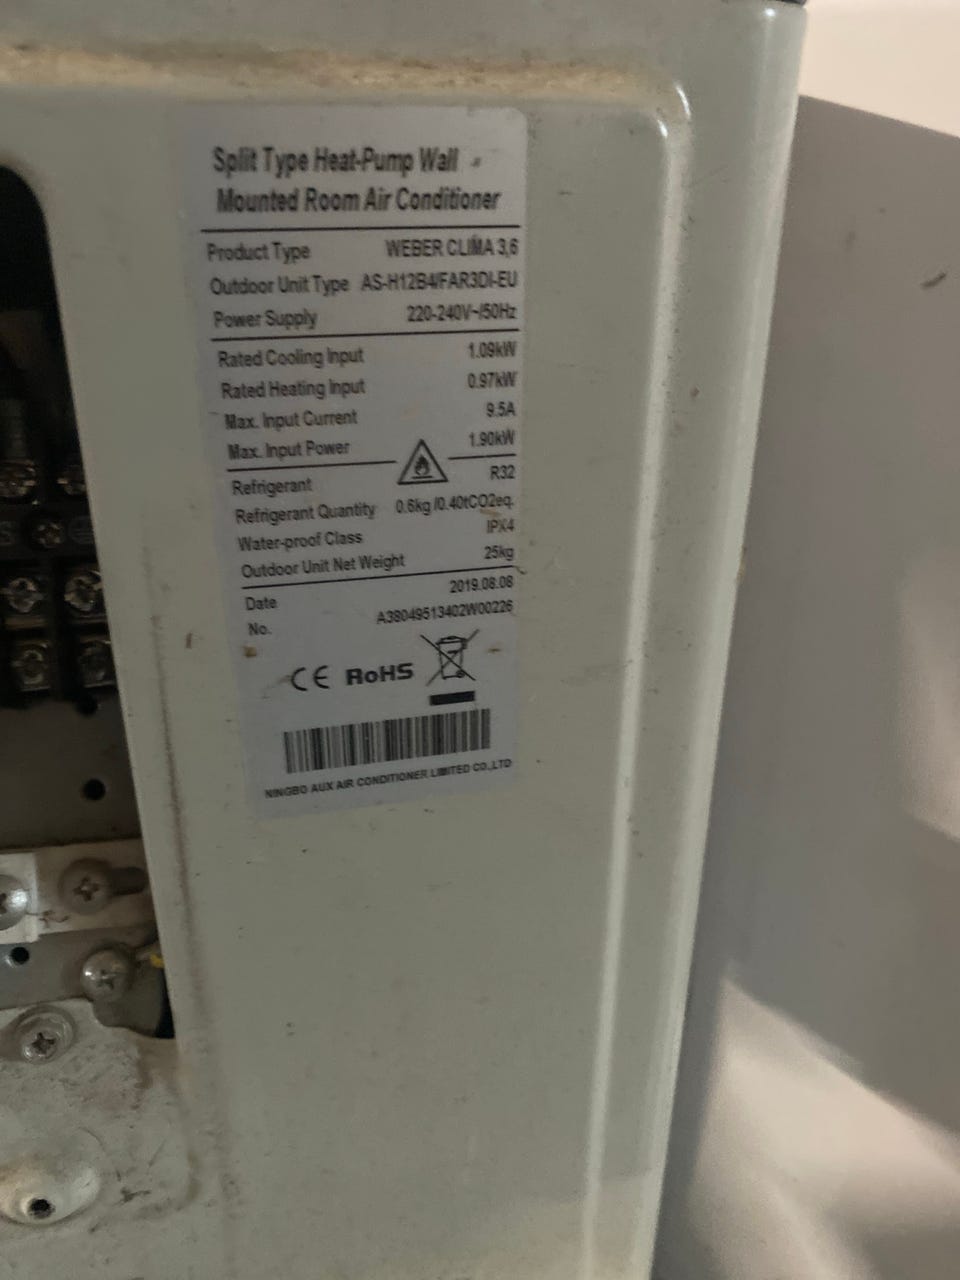 Split Type Heat-Pump Wall
Mounted Room Air Conditioner
Product Type WEBER CLIMA 3,6
Outdoor Unit Type AS-H12B4/FAR3DI-EU
Power Supply 220-240V~/50Hz
Rated Cooling Input 1.09kW
Rated Heating Input 0.97kW
Max. Input Current 9.5A
Max. Input Power 1.90kW
Refrigerant R32
Refrigerant Quantity 0.6kg /0.40tCO2eq.
Water-proof Class IPX4
Outdoor Unit Net Weight 25kg
Date 2019.08.08
No. A38049513402W00226
CE RoHS
NINGBO AUX AIR CONDITIONER LIMITED CO.,LTD